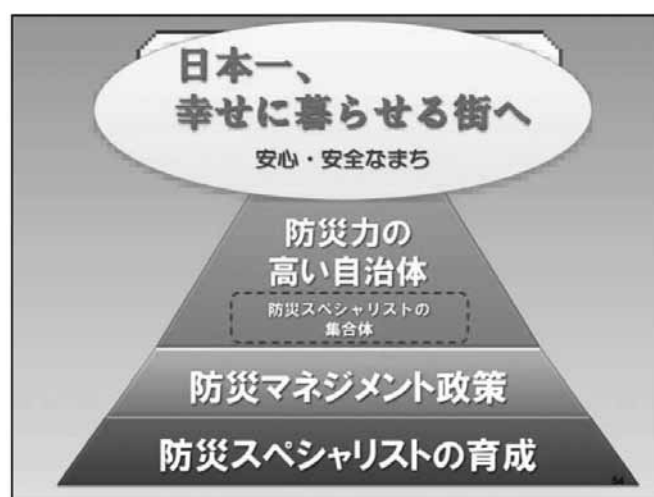 日本一、
幸せに暮らせる街へ
安心・安全なまち
防災力の
高い自治体
防災スペシャリストの
集合体
防災マネジメント政策
防災スペシャリストの育成
54